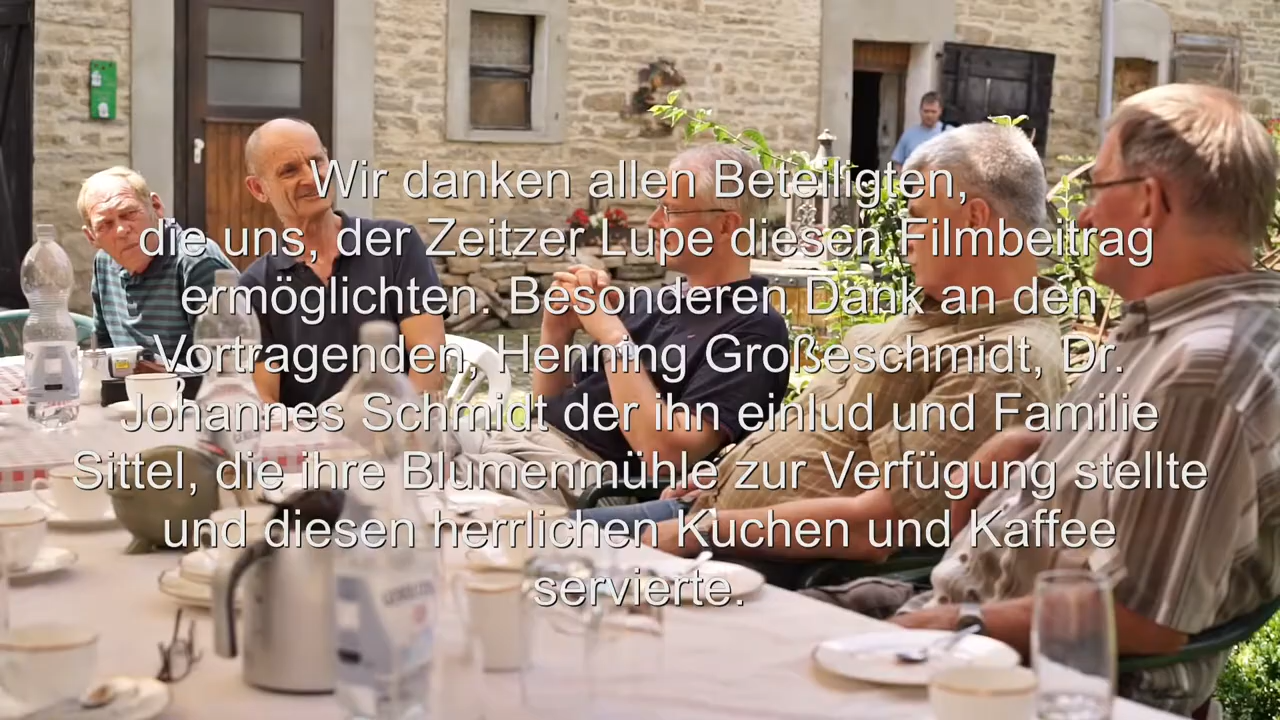 Wir danken allen Beteiligten,
die uns, der Zeitzer Lupe diesen Filmbeitrag
ermöglichten. Besonderen Dank an den
Vortragenden, Henning Großeschmidt, Dr.
Johannes Schmidt der ihn einlud und Familie
Sittel, die ihre Blumenmühle zur Verfügung stellte
und diesen herrlichen Kuchen und Kaffee
servierte.